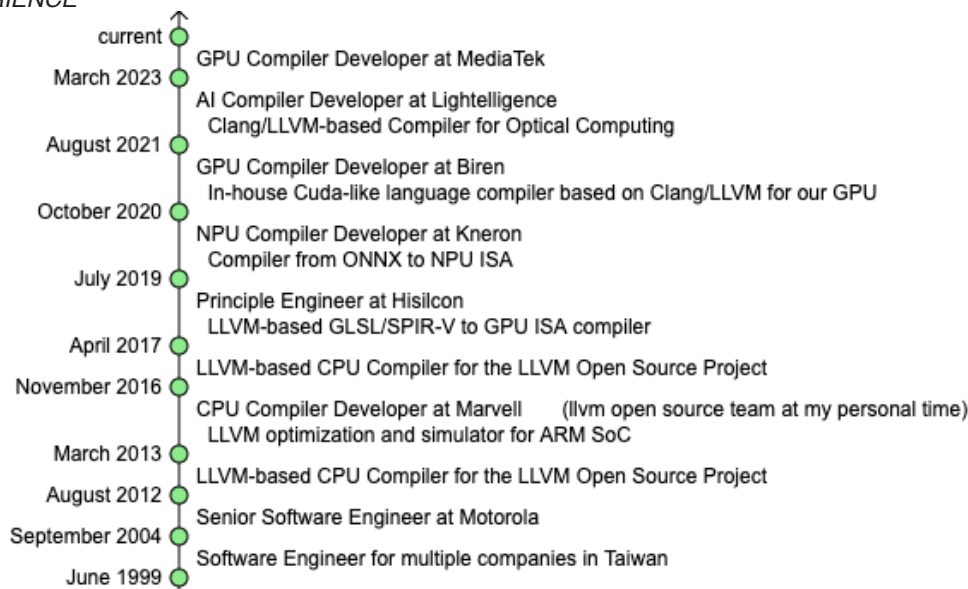 current
GPU Compiler Developer at MediaTek
March 2023
AI Compiler Developer at Lightelligence
Clang/LLVM-based Compiler for Optical Computing
August 2021
GPU Compiler Developer at Biren
In-house Cuda-like language compiler based on Clang/LLVM for our GPU
October 2020
NPU Compiler Developer at Kneron
Compiler from ONNX to NPU ISA
July 2019
Principle Engineer at Hisilcon
LLVM-based GLSL/SPIR-V to GPU ISA compiler
April 2017
LLVM-based CPU Compiler for the LLVM Open Source Project
November 2016
CPU Compiler Developer at Marvell (llvm open source team at my personal time)
LLVM optimization and simulator for ARM SoC
March 2013
LLVM-based CPU Compiler for the LLVM Open Source Project
August 2012
Senior Software Engineer at Motorola
September 2004
Software Engineer for multiple companies in Taiwan
June 1999